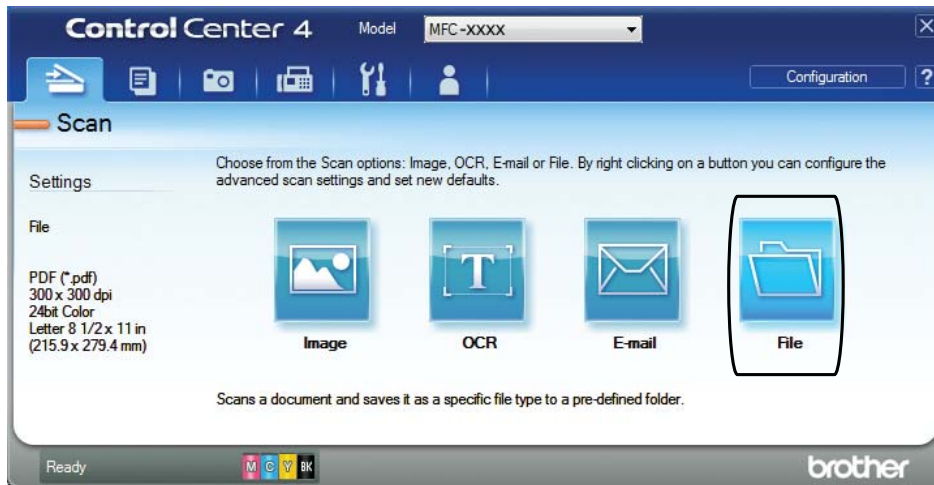 Control Center 4 Model MFC-XXXX
Configuration ?
Scan
Choose from the Scan options: Image, OCR, E-mail or File. By right clicking on a button you can configure the
advanced scan settings and set new defaults.
Settings
File
PDF (*.pdf)
300 x 300 dpi
24bit Color
Letter 8 1/2 x 11 in
(215.9 x 279.4 mm)
T
Image OCR E-mail File
Scans a document and saves it as a specific file type to a pre-defined folder.
Ready M C Y BK brother